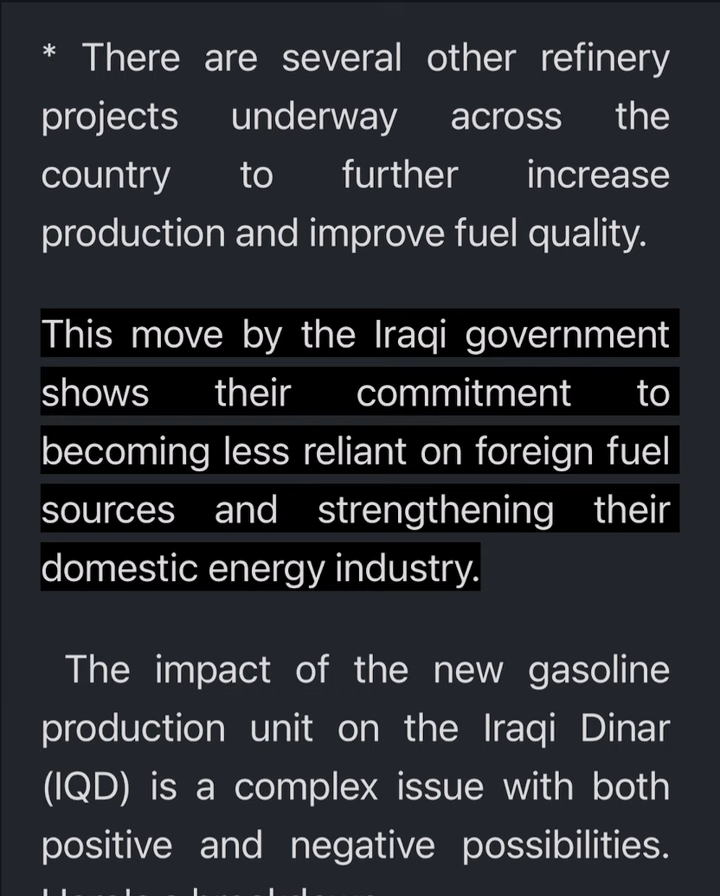 * There are several other refinery
projects underway across the
country to further increase
production and improve fuel quality.
This move by the Iraqi government
shows their commitment to
becoming less reliant on foreign fuel
sources and strengthening their
domestic energy industry.
The impact of the new gasoline
production unit on the Iraqi Dinar
(IQD) is a complex issue with both
positive and negative possibilities.